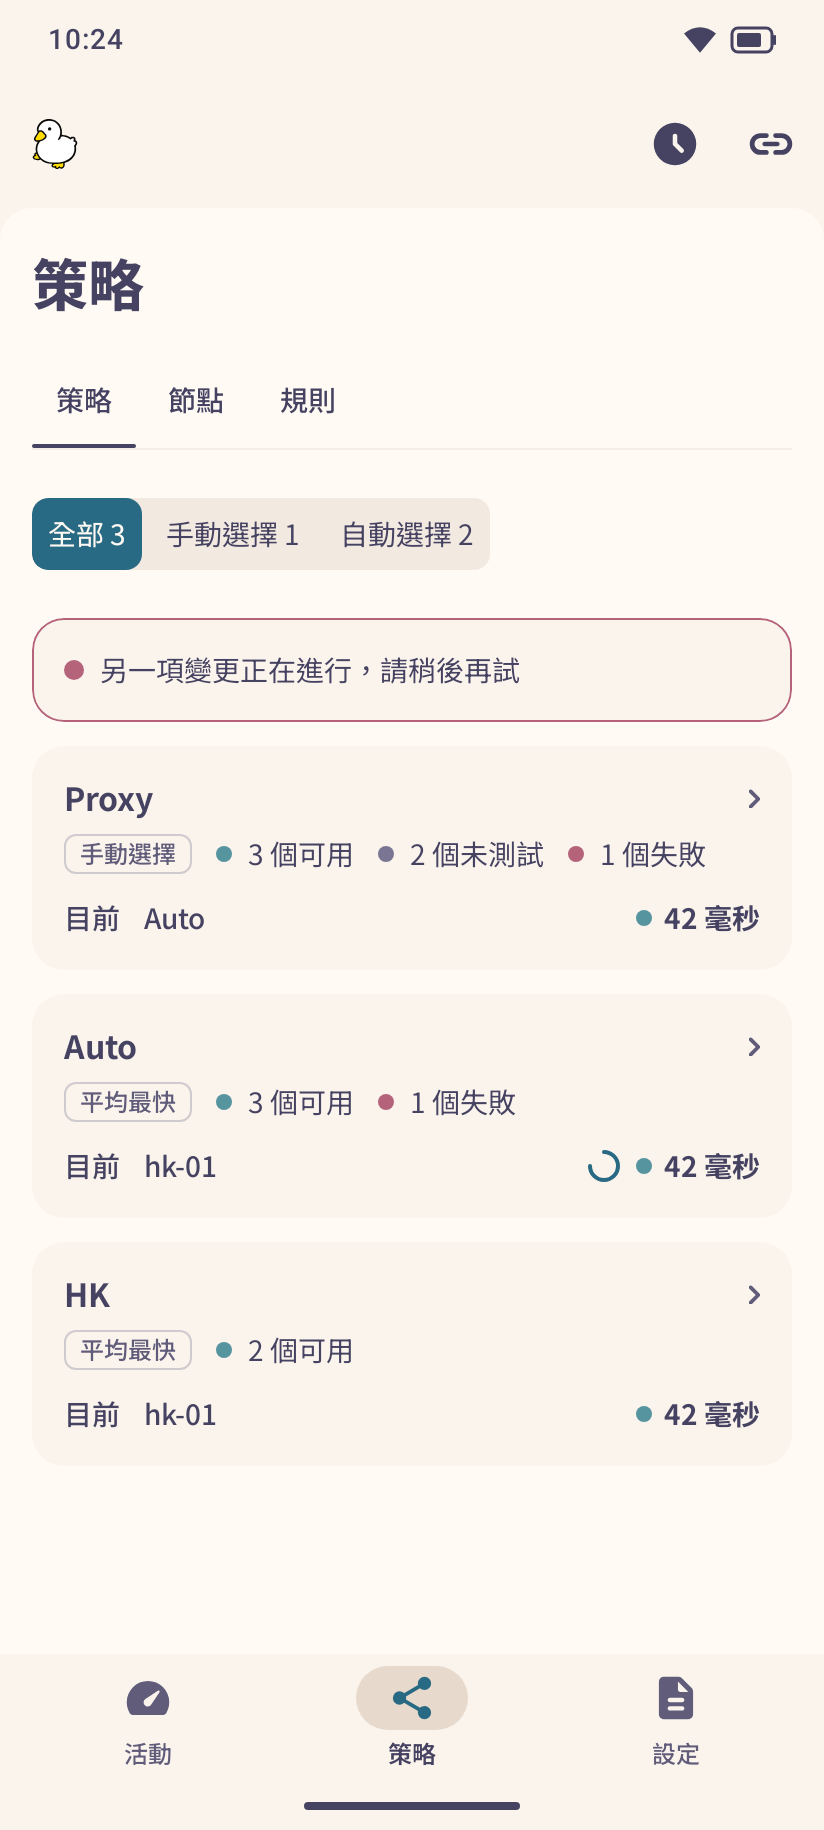 10:24
策略
策略 節點 規則
全部 3 手動選擇 1 自動選擇 2
另一項變更正在進行，請稍後再試
Proxy
手動選擇 3 個可用 2 個未測試 1 個失敗
目前 Auto 42 毫秒
Auto
平均最快 3 個可用 1 個失敗
目前 hk-01 42 毫秒
HK
平均最快 2 個可用
目前 hk-01 42 毫秒
活動 策略 設定